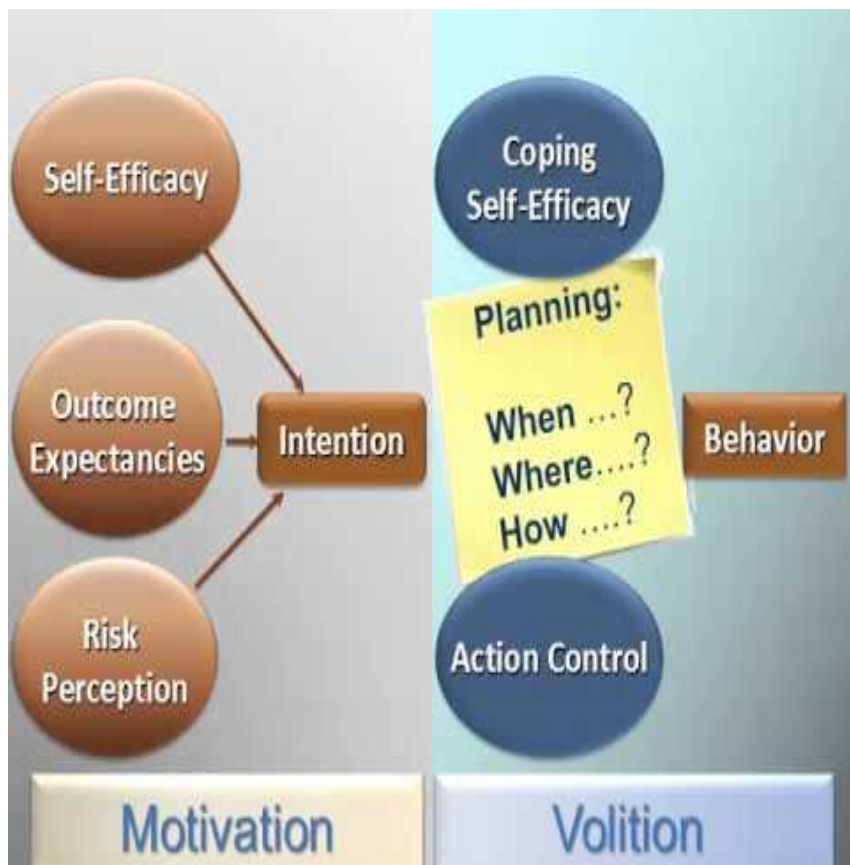 Self-Efficacy
Outcome
Expectancies
Risk
Perception
Intention
Motivation
Coping
Self-Efficacy
Planning:
When ...?
Where....?
How ....?
Action Control
Behavior
Volition